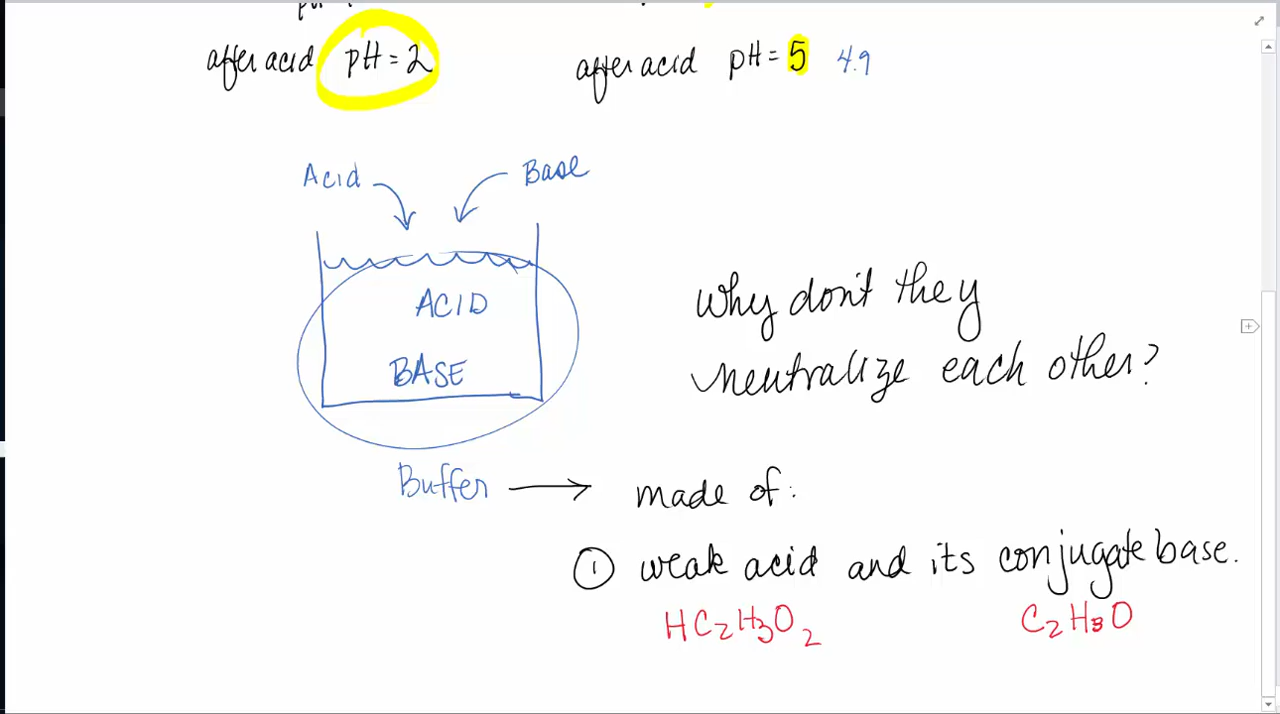 after acid pH = 2
after acid pH = 5 4.9
Acid Base
ACID
BASE
Why don't they
neutralize each other?
Buffer → made of:
① weak acid and its conjugate base.
HC₂H₃O₂ C₂H₃O